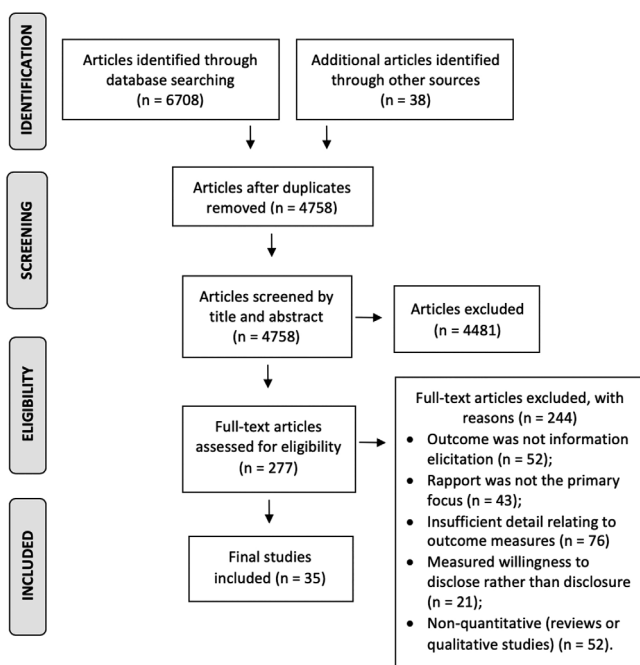 IDENTIFICATION
Articles identified through
database searching
(n = 6708)
Additional articles identified
through other sources
(n = 38)
SCREENING
Articles after duplicates
removed (n = 4758)
Articles screened by
title and abstract
(n = 4758)
Articles excluded
(n = 4481)
ELIGIBILITY
Full-text articles
assessed for eligibility
(n = 277)
Full-text articles excluded, with
reasons (n = 244)
• Outcome was not information
elicitation (n = 52);
• Rapport was not the primary
focus (n = 43);
• Insufficient detail relating to
outcome measures (n = 76)
• Measured willingness to
disclose rather than disclosure
(n = 21);
• Non-quantitative (reviews or
qualitative studies) (n = 52).
INCLUDED
Final studies
included (n = 35)